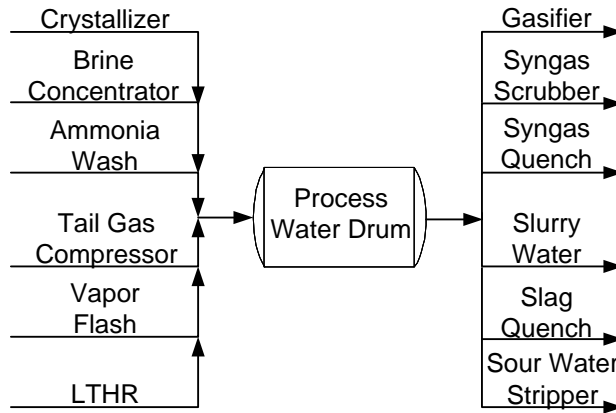 Crystallizer
Brine
Concentrator
Ammonia
Wash
Tail Gas
Compressor
Vapor
Flash
LTHR
Process
Water Drum
Gasifier
Syngas
Scrubber
Syngas
Quench
Slurry
Water
Slag
Quench
Sour Water
Stripper